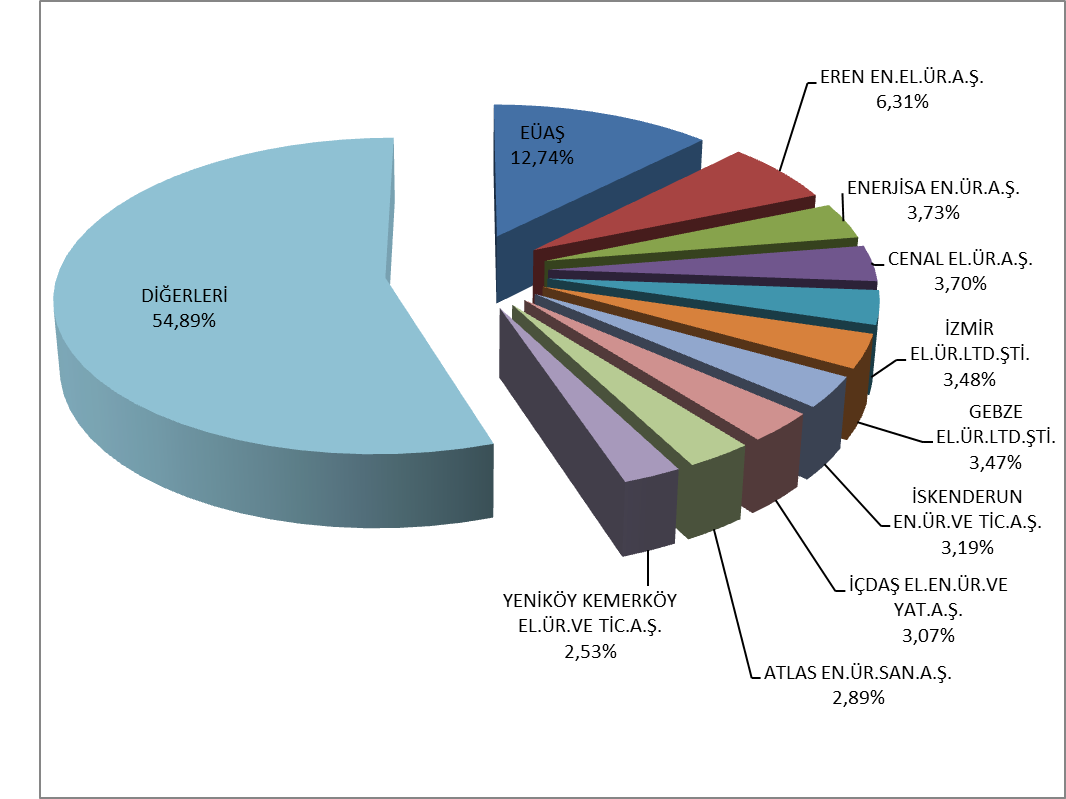 EÜAŞ
12,74%
EREN EN.EL.ÜR.A.Ş.
6,31%
ENERJİSA EN.ÜR.A.Ş.
3,73%
CENAL EL.ÜR.A.Ş.
3,70%
İZMİR
EL.ÜR.LTD.ŞTİ.
3,48%
GEBZE
EL.ÜR.LTD.ŞTİ.
3,47%
İSKENDERUN
EN.ÜR.VE TİC.A.Ş.
3,19%
İÇDAŞ EL.EN.ÜR.VE
YAT.A.Ş.
3,07%
ATLAS EN.ÜR.SAN.A.Ş.
2,89%
YENİKÖY KEMERKÖY
EL.ÜR.VE TİC.A.Ş.
2,53%
DİĞERLERİ
54,89%